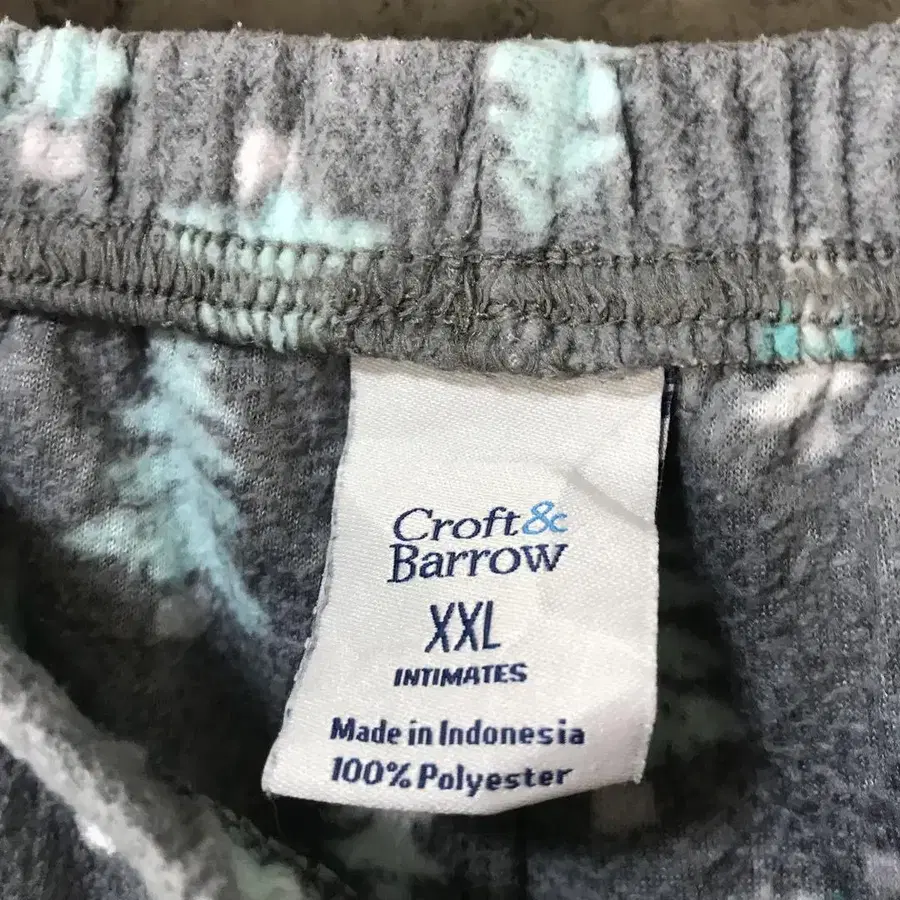 Croft&
Barrow
XXL
INTIMATES
Made in Indonesia
100% Polyester